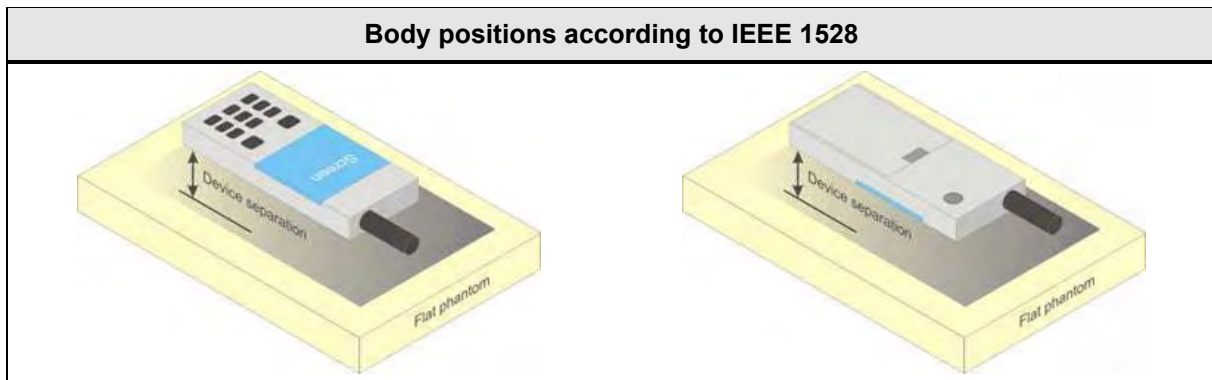 Body positions according to IEEE 1528
Screen
Device separation
Flat phantom
Device separation
Flat phantom